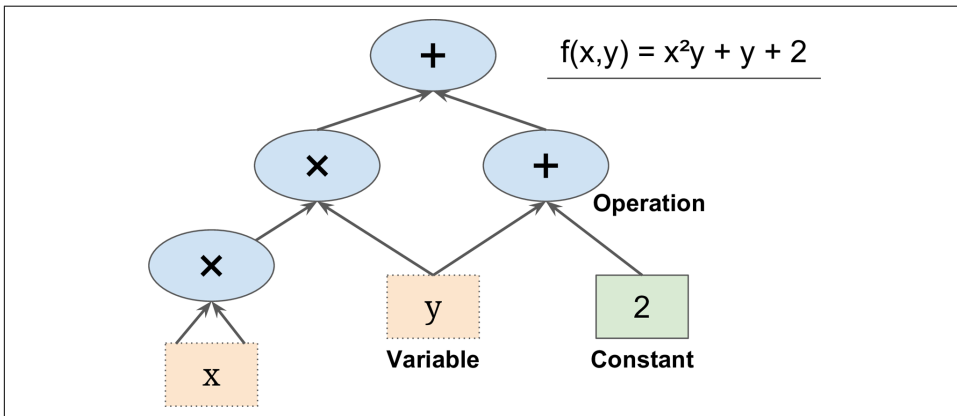 +
f(x,y) = x²y + y + 2
×
+
Operation
×
y
2
Variable
Constant
x